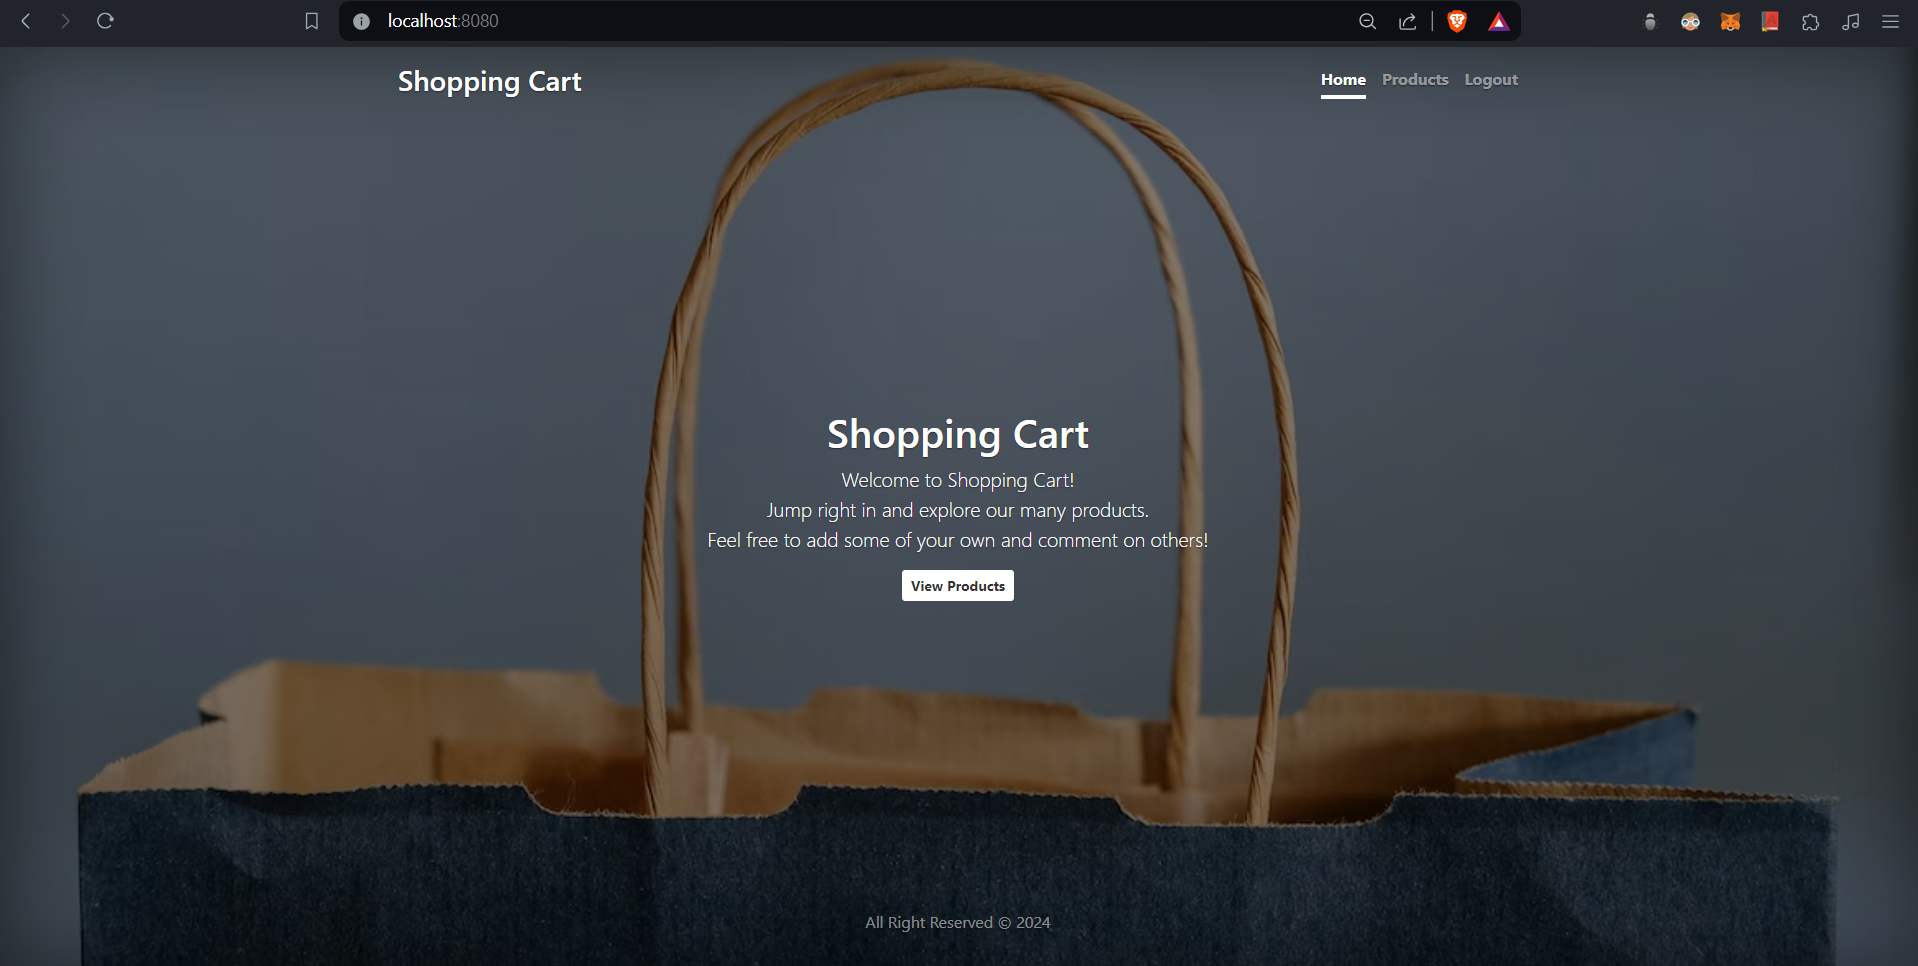 localhost:8080
Shopping Cart
Home Products Logout
Shopping Cart
Welcome to Shopping Cart!
Jump right in and explore our many products.
Feel free to add some of your own and comment on others!
View Products
All Right Reserved © 2024